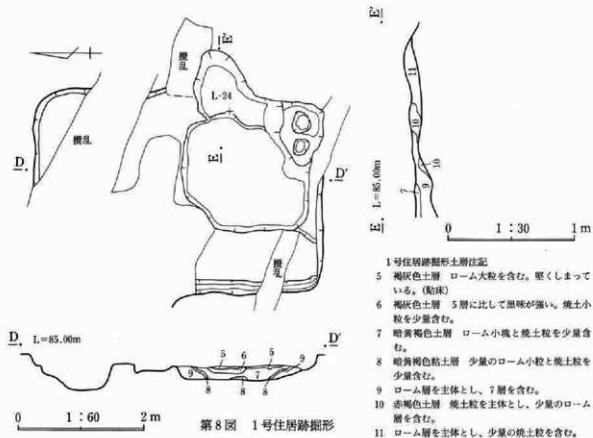 攪乱
E'
攪乱
L-24
D
E
D'
E'
11
10
10
9
7
E L=85.00m
0 1:30 1m
1号住居跡掘形土層注記
5 褐灰色土層 ローム大粒を含む。堅くしまって
いる。(貼床)
6 褐灰色土層 5層に比して黒味が強い。焼土小
粒を少量含む。
7 暗黄褐色土層 ローム小塊と焼土粒を少量含
む。
8 暗黄褐色粘土層 少量のローム小粒と焼土粒を
少量含む。
9 ローム層を主体とし、7層を含む。
10 赤褐色土層 焼土粒を主体とし、少量のローム
層を含む。
11 ローム層を主体とし、少量の焼土粒を含む。
攪乱
D L=85.00m
D'
9 8 5 6 8 7 5 8 9
0 1:60 2m
第8図 1号住居跡掘形